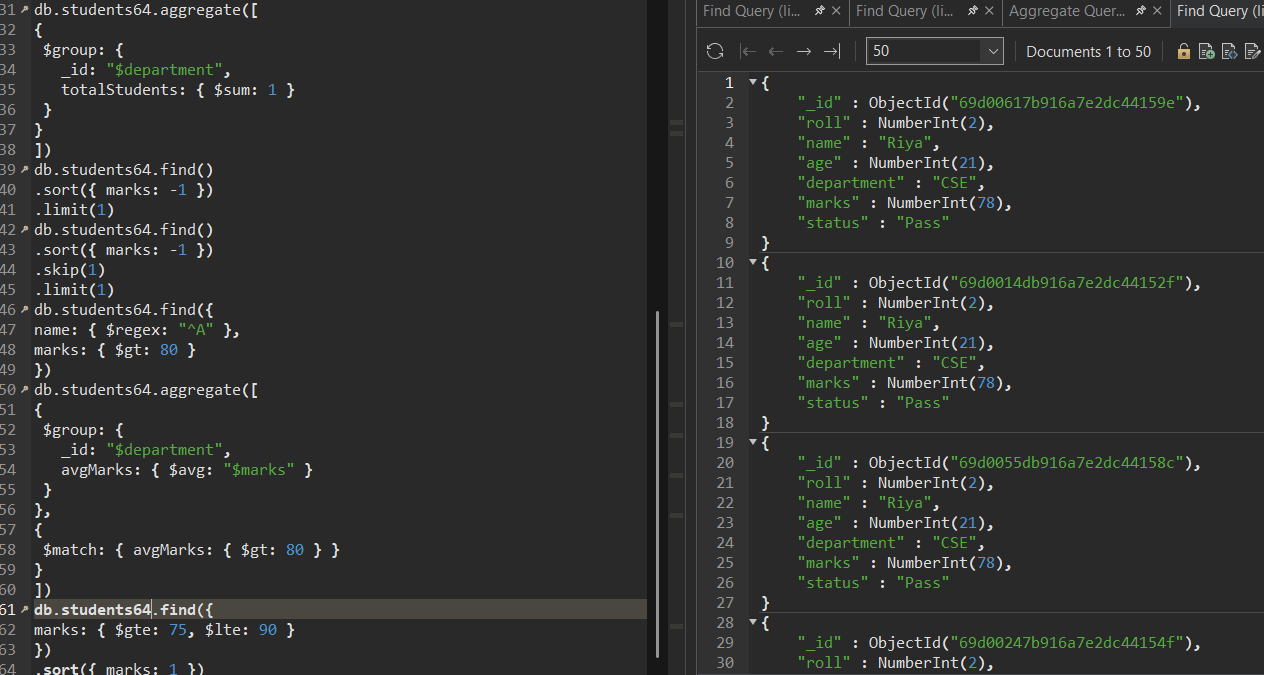 31 db.students64.aggregate([
32 {
33 $group: {
34 _id: "$department",
35 totalStudents: { $sum: 1 }
36 }
37 }
38 ])
39 db.students64.find()
40 .sort({ marks: -1 })
41 .limit(1)
42 db.students64.find()
43 .sort({ marks: -1 })
44 .skip(1)
45 .limit(1)
46 db.students64.find({
47 name: { $regex: "^A" },
48 marks: { $gt: 80 }
49 })
50 db.students64.aggregate([
51 {
52 $group: {
53 _id: "$department",
54 avgMarks: { $avg: "$marks" }
55 }
56 },
57 {
58 $match: { avgMarks: { $gt: 80 } }
59 }
60 ])
61 db.students64.find({
62 marks: { $gte: 75, $lte: 90 }
63 })
64 .sort({ marks: 1 })
Find Query (li... Find Query (li... Aggregate Quer... Find Query (li
50 Documents 1 to 50
1 {
2 "_id" : ObjectId("69d00617b916a7e2dc44159e"),
3 "roll" : NumberInt(2),
4 "name" : "Riya",
5 "age" : NumberInt(21),
6 "department" : "CSE",
7 "marks" : NumberInt(78),
8 "status" : "Pass"
9 }
10 {
11 "_id" : ObjectId("69d0014db916a7e2dc44152f"),
12 "roll" : NumberInt(2),
13 "name" : "Riya",
14 "age" : NumberInt(21),
15 "department" : "CSE",
16 "marks" : NumberInt(78),
17 "status" : "Pass"
18 }
19 {
20 "_id" : ObjectId("69d0055db916a7e2dc44158c"),
21 "roll" : NumberInt(2),
22 "name" : "Riya",
23 "age" : NumberInt(21),
24 "department" : "CSE",
25 "marks" : NumberInt(78),
26 "status" : "Pass"
27 }
28 {
29 "_id" : ObjectId("69d00247b916a7e2dc44154f"),
30 "roll" : NumberInt(2),